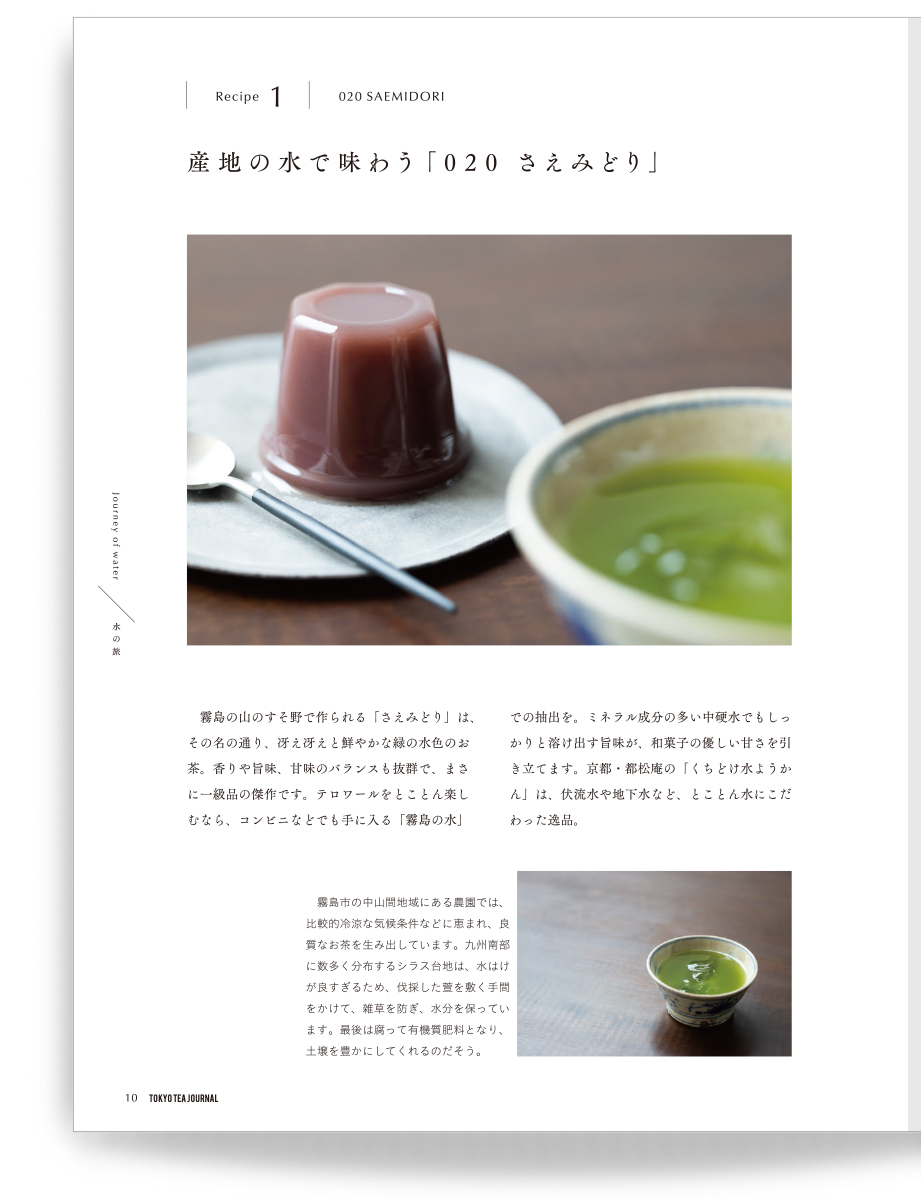 Recipe 1 020 SAEMIDORI
産地の水で味わう「020 さえみどり」
Journey of water
水の旅
霧島の山のすそ野で作られる「さえみどり」は、
その名の通り、冴え冴えと鮮やかな緑の水色のお
茶。香りや旨味、甘味のバランスも抜群で、まさ
に一級品の傑作です。テロワールをとことん楽し
むなら、コンビニなどでも手に入る「霧島の水」
での抽出を。ミネラル成分の多い中硬水でもしっ
かりと溶け出す旨味が、和菓子の優しい甘さを引
き立てます。京都・都松庵の「くちどけ水ようか
ん」は、伏流水や地下水など、とことん水にこだ
わった逸品。
霧島市の中山間地域にある農園では、
比較的冷涼な気候条件などに恵まれ、良
質なお茶を生み出しています。九州南部
に数多く分布するシラス台地は、水はけ
が良すぎるため、伐採した萱を敷く手間
をかけて、雑草を防ぎ、水分を保ってい
ます。最後は腐って有機質肥料となり、
土壌を豊かにしてくれるのだそう。
10 TOKYO TEA JOURNAL